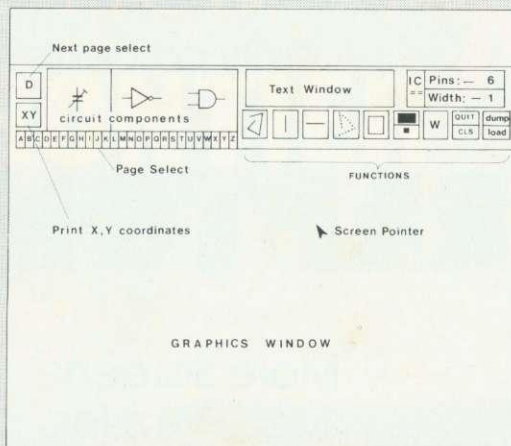 Next page select
D
XY
circuit components
A B C D E F G H I J K L M N O P Q R S T U V W X Y Z
Text Window
IC Pins: — 6
== Width: — 1
W
QUIT
CLS
dump
load
Page Select
FUNCTIONS
Print X,Y coordinates
Screen Pointer
GRAPHICS WINDOW